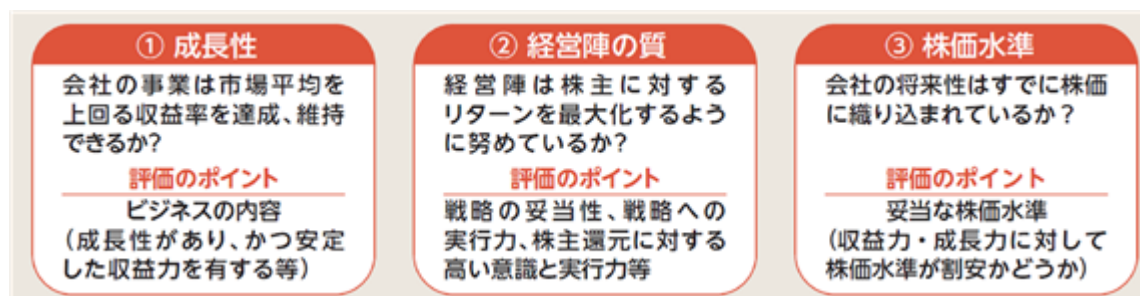 ① 成長性
会社の事業は市場平均を
上回る収益率を達成、維持
できるか?
評価のポイント
ビジネスの内容
（成長性があり、かつ安定
した収益力を有する等）
② 経営陣の質
経営陣は株主に対する
リターンを最大化するよう
に努めているか?
評価のポイント
戦略の妥当性、戦略への
実行力、株主還元に対する
高い意識と実行力等
③ 株価水準
会社の将来性はすでに株価
に織り込まれているか？
評価のポイント
妥当な株価水準
（収益力・成長力に対して
株価水準が割安かどうか）